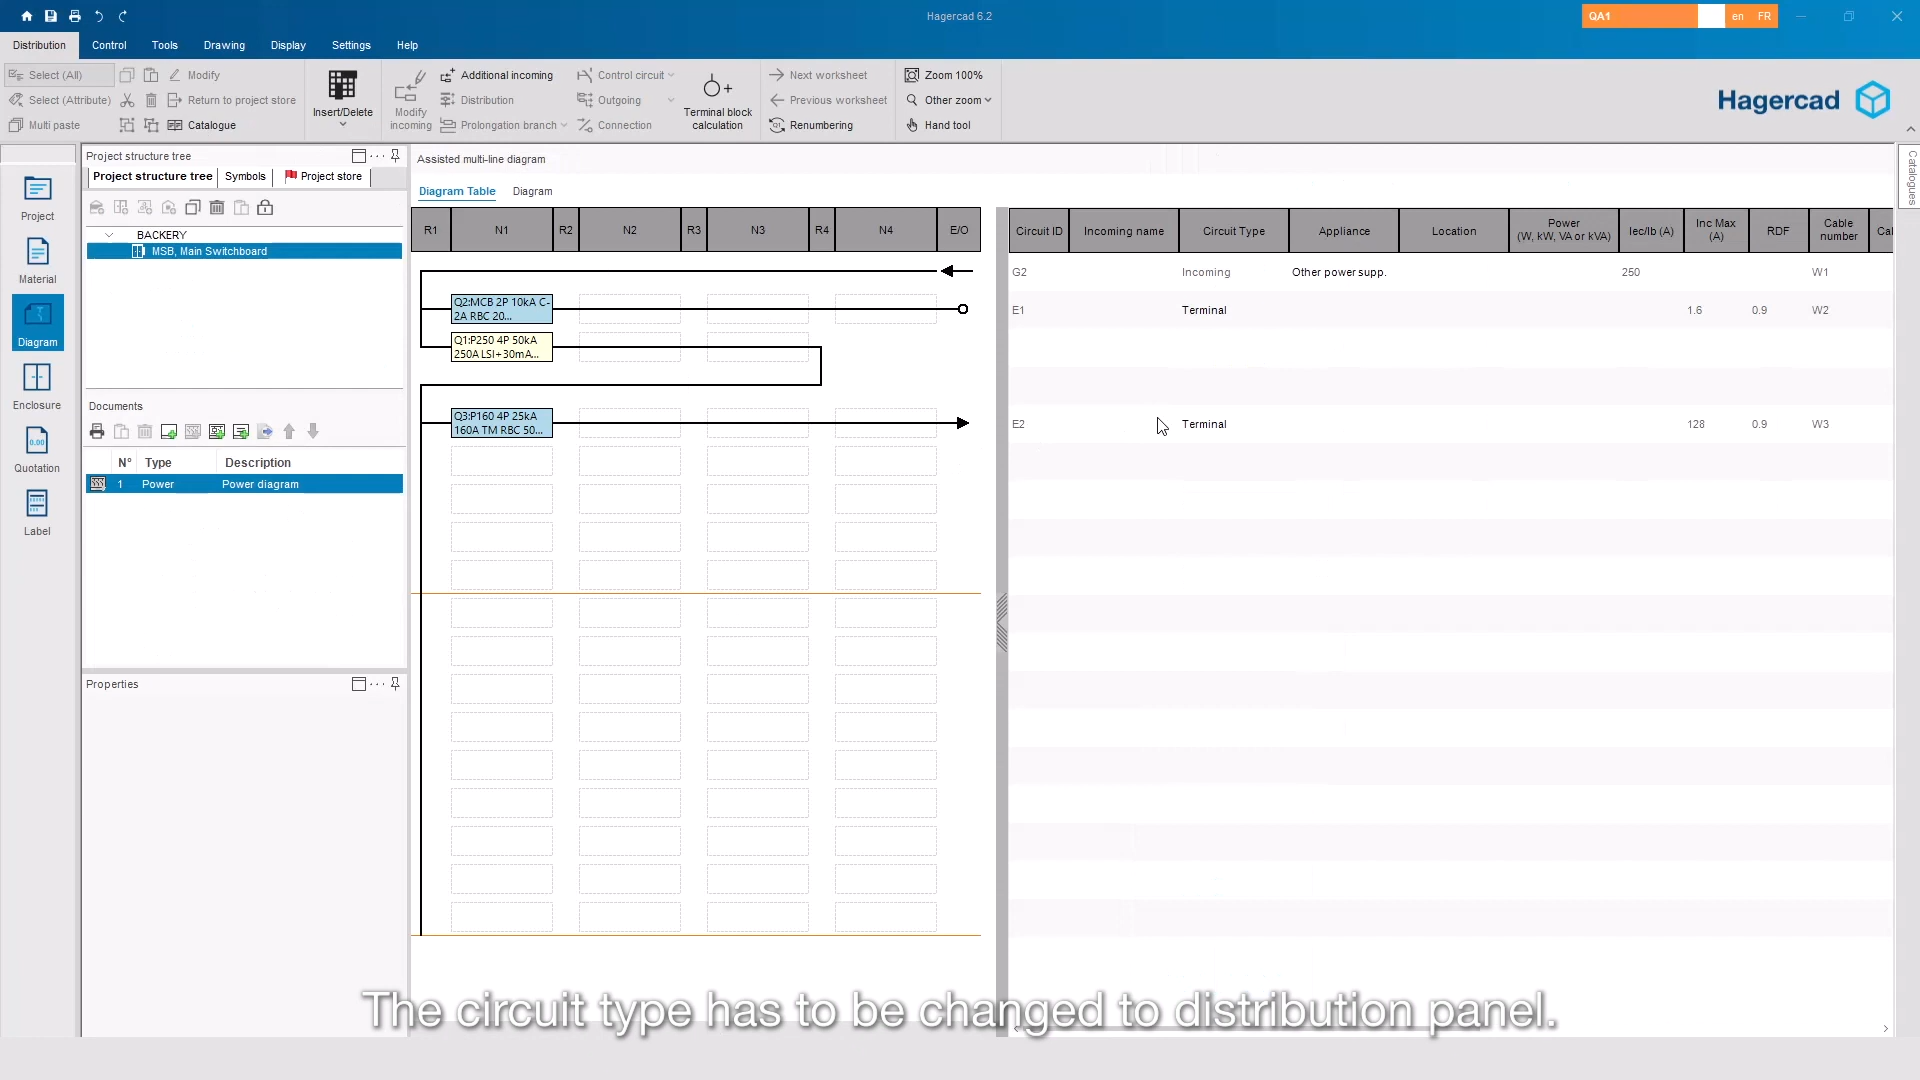 Hagercad 6.2
QA1
en
FR
Distribution
Control
Tools
Drawing
Display
Settings
Help
Select (All)
Modify
Select (Attribute)
Return to project store
Multi paste
Catalogue
Insert/Delete
Modify
incoming
Additional incoming
Distribution
Prolongation branch
Control circuit
Outgoing
Connection
Terminal block
calculation
Next worksheet
Previous worksheet
Renumbering
Zoom 100%
Other zoom
Hand tool
Hagercad
Catalogues
Project
Material
Diagram
Enclosure
0.00
Quotation
Label
Project structure tree
Project structure tree
Symbols
Project store
BACKERY
MSB, Main Switchboard
Documents
N° Type Description
1 Power Power diagram
Properties
Assisted multi-line diagram
Diagram Table
Diagram
R1 N1 R2 N2 R3 N3 R4 N4 E/O
Q2:MCB 2P 10kA C-
2A RBC 20...
Q1:P250 4P 50kA
250A LSI+30mA...
Q3:P160 4P 25kA
160A TM RBC 50...
Circuit ID
Incoming name
Circuit Type
Appliance
Location
Power
(W, kW, VA or kVA)
Iec/Ib (A)
Inc Max
(A)
RDF
Cable
number
Cal
G2 Incoming Other power supp. 250 W1
E1 Terminal 1.6 0.9 W2
E2 Terminal 128 0.9 W3
The circuit type has to be changed to distribution panel.